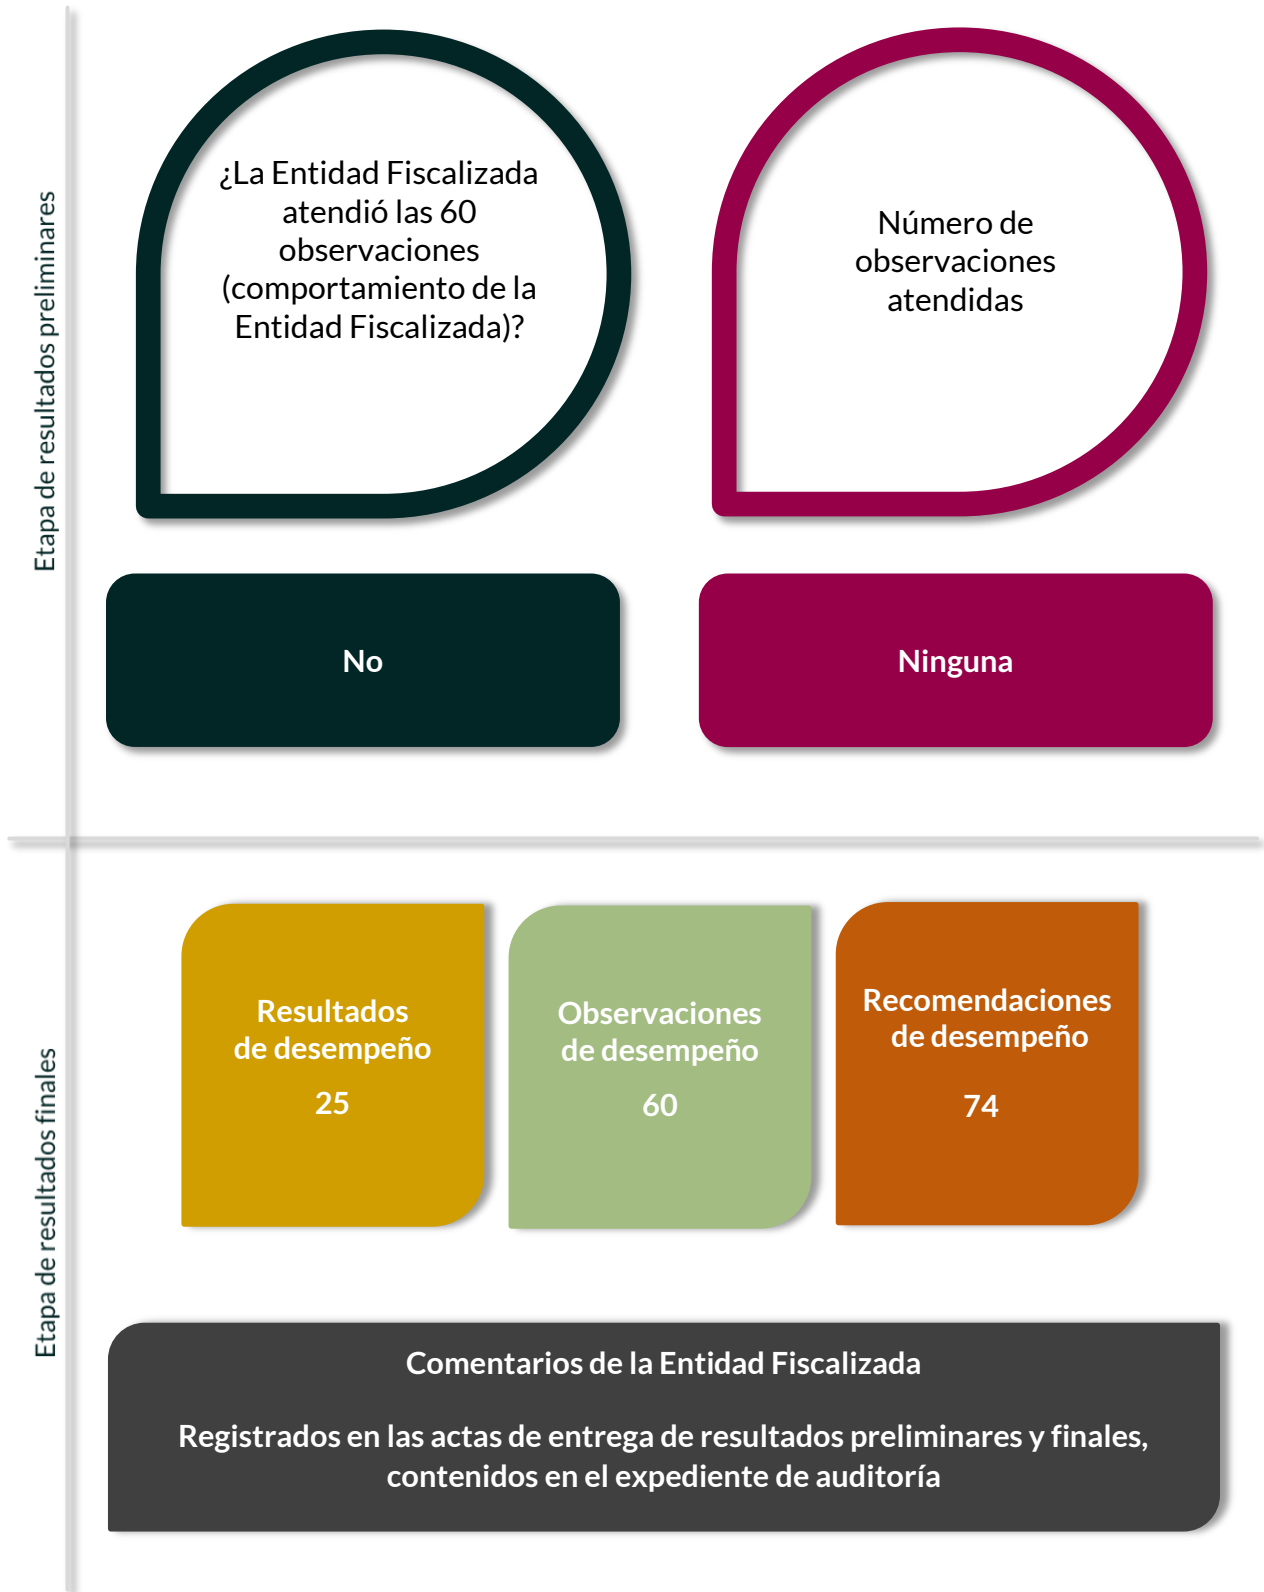 Etapa de resultados preliminares
¿La Entidad Fiscalizada
atendió las 60
observaciones
(comportamiento de la
Entidad Fiscalizada)?
Número de
observaciones
atendidas
No
Ninguna
Etapa de resultados finales
Resultados
de desempeño
25
Observaciones
de desempeño
60
Recomendaciones
de desempeño
74
Comentarios de la Entidad Fiscalizada
Registrados en las actas de entrega de resultados preliminares y finales,
contenidos en el expediente de auditoría